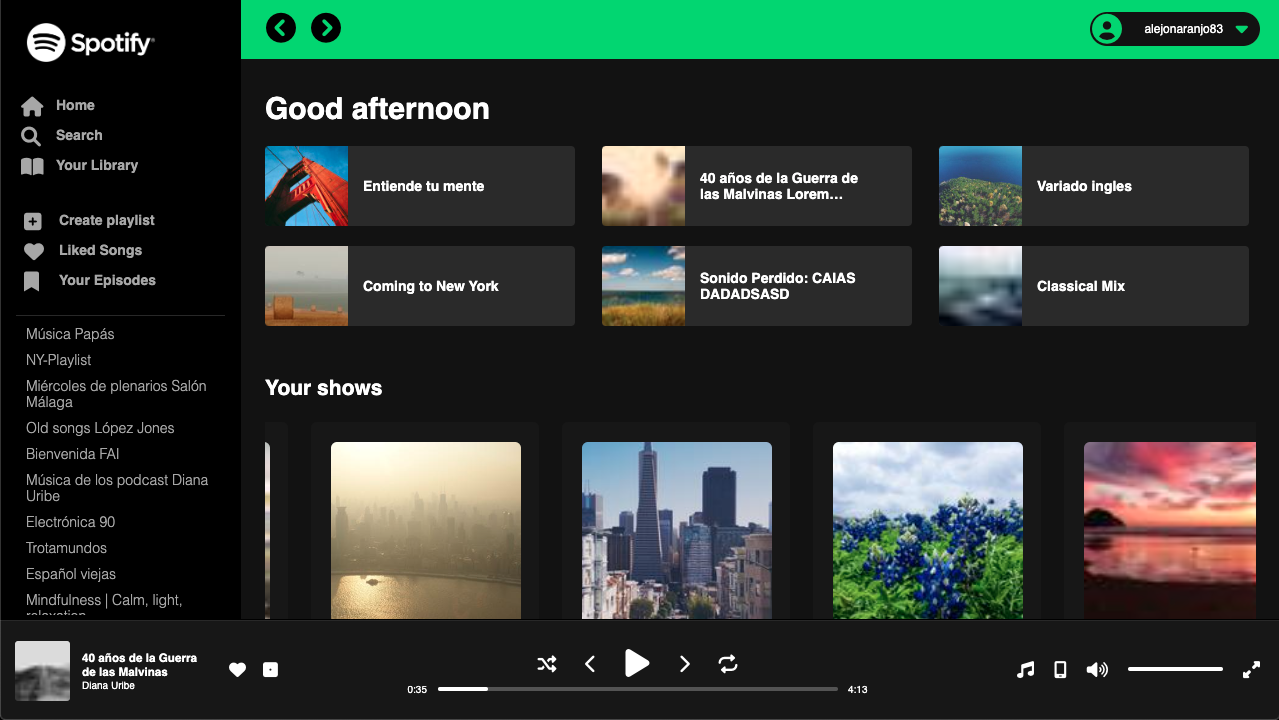 Spotify
alejonaranjo83
Home
Search
Your Library
Create playlist
Liked Songs
Your Episodes
Música Papás
NY-Playlist
Miércoles de plenarios Salón
Málaga
Old songs López Jones
Bienvenida FAI
Música de los podcast Diana
Uribe
Electrónica 90
Trotamundos
Español viejas
Mindfulness | Calm, light,
relaxation
Good afternoon
Entiende tu mente
40 años de la Guerra de
las Malvinas Lorem…
Variado ingles
Coming to New York
Sonido Perdido: CAIAS
DADADSASD
Classical Mix
Your shows
40 años de la Guerra
de las Malvinas
Diana Uribe
0:35
4:13